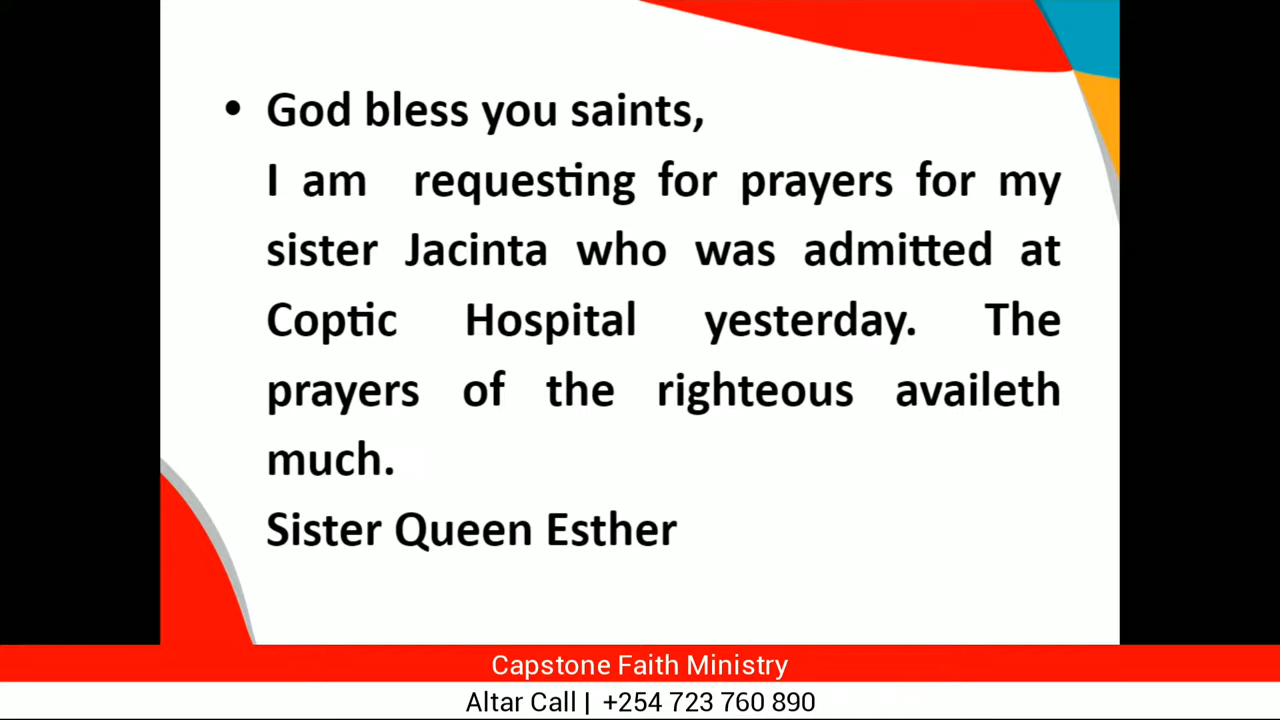 • God bless you saints,
I am requesting for prayers for my
sister Jacinta who was admitted at
Coptic Hospital yesterday. The
prayers of the righteous availeth
much.
Sister Queen Esther
Capstone Faith Ministry
Altar Call | +254 723 760 890